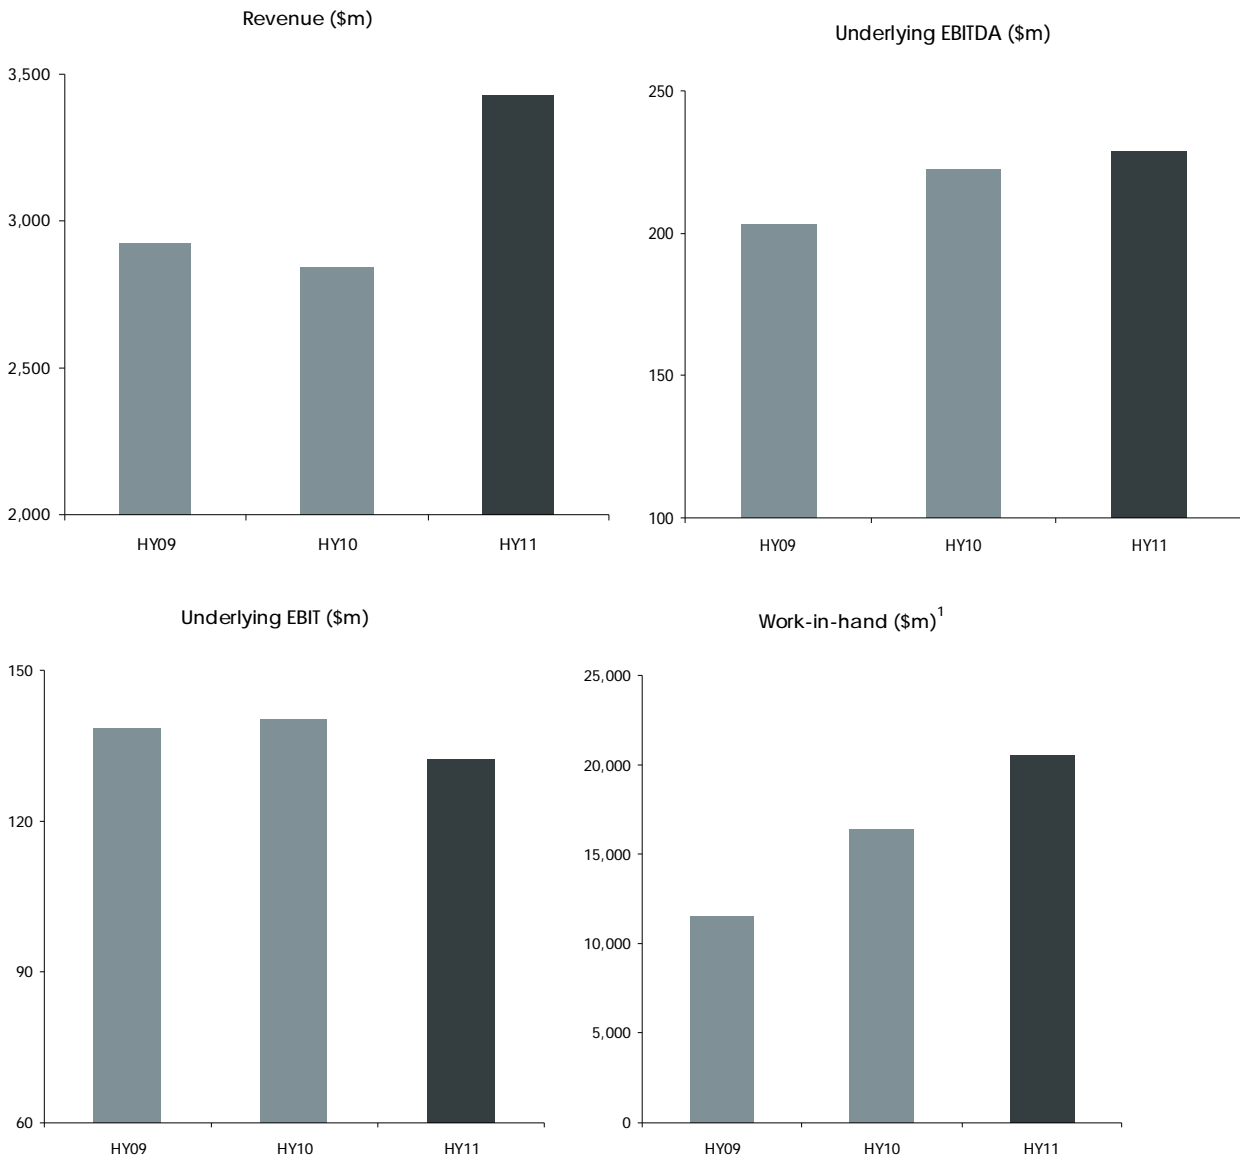 Revenue ($m)
3,500
3,000
2,500
2,000
HY09 HY10 HY11
Underlying EBITDA ($m)
250
200
150
100
HY09 HY10 HY11
Underlying EBIT ($m)
150
120
90
60
HY09 HY10 HY11
Work-in-hand ($m)¹
25,000
20,000
15,000
10,000
5,000
0
HY09 HY10 HY11